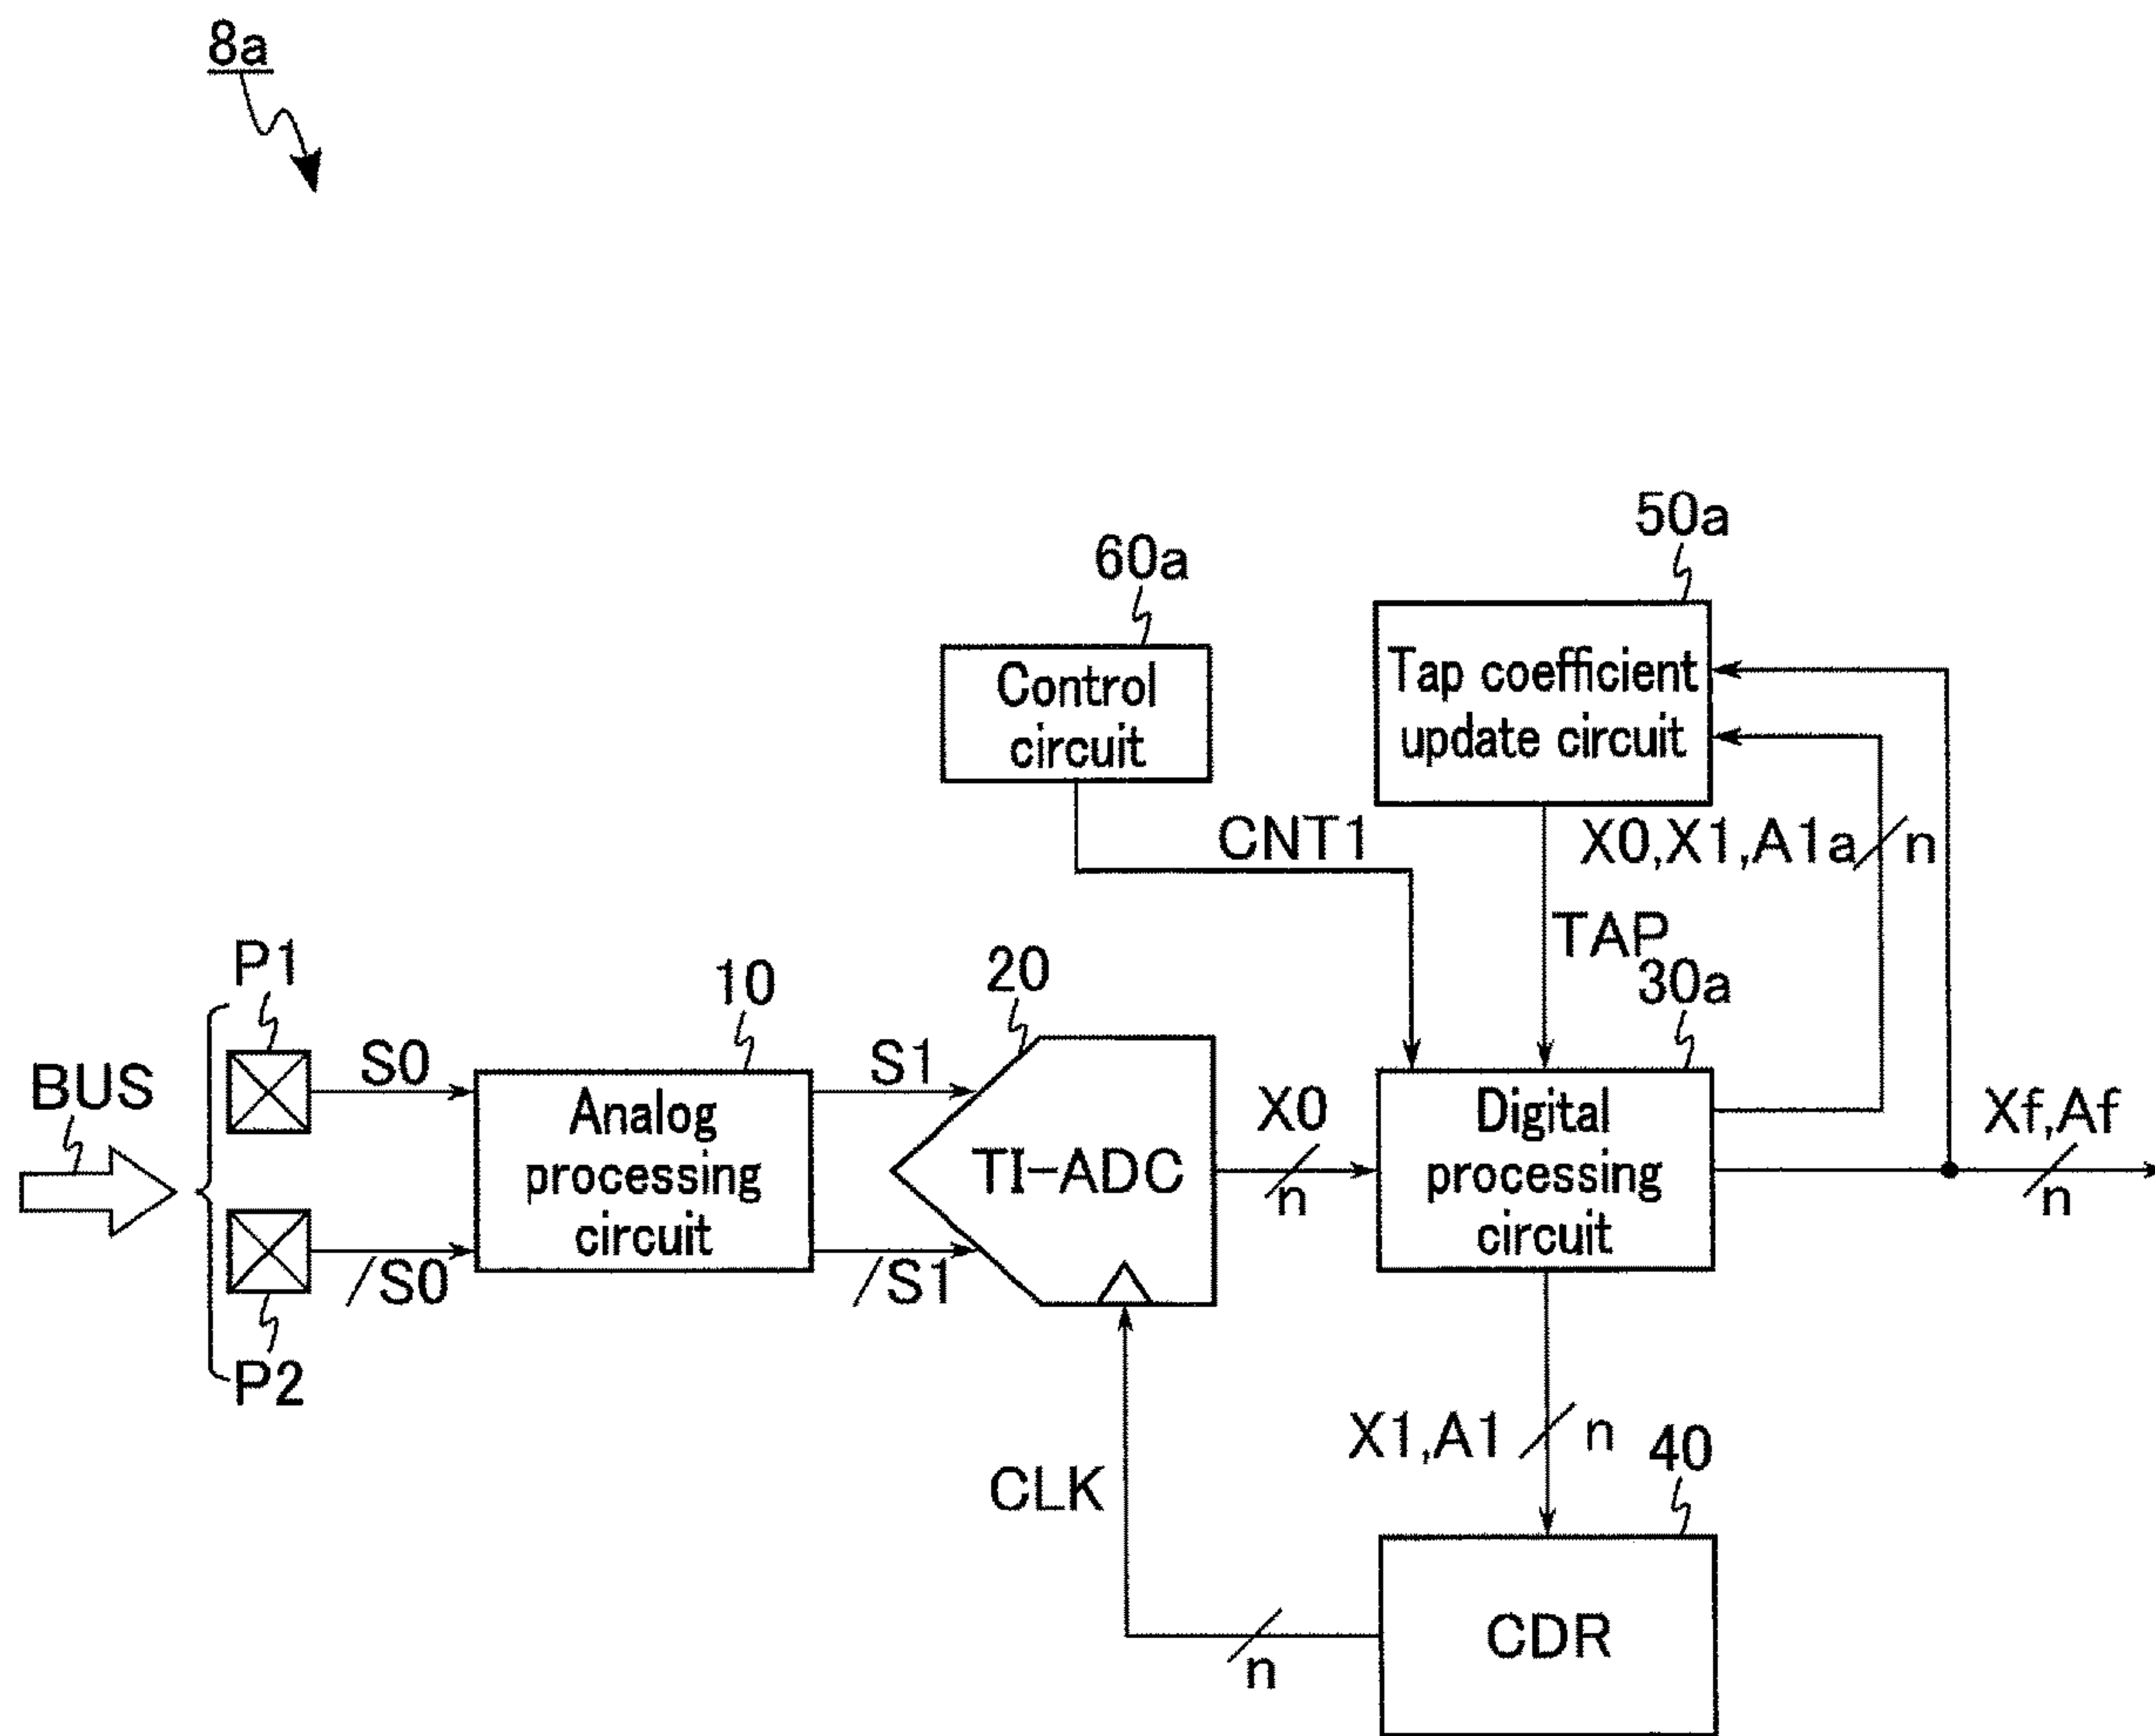 8a
50a
60a
Control
circuit
Tap coefficient
update circuit
CNT1
X0,X1,A1a
n
TAP
30a
P1
10
20
BUS
S0
S1
X0
n
Analog
processing
circuit
TI-ADC
Digital
processing
circuit
Xf,Af
n
/S0
/S1
P2
X1,A1
n
40
CLK
n
CDR